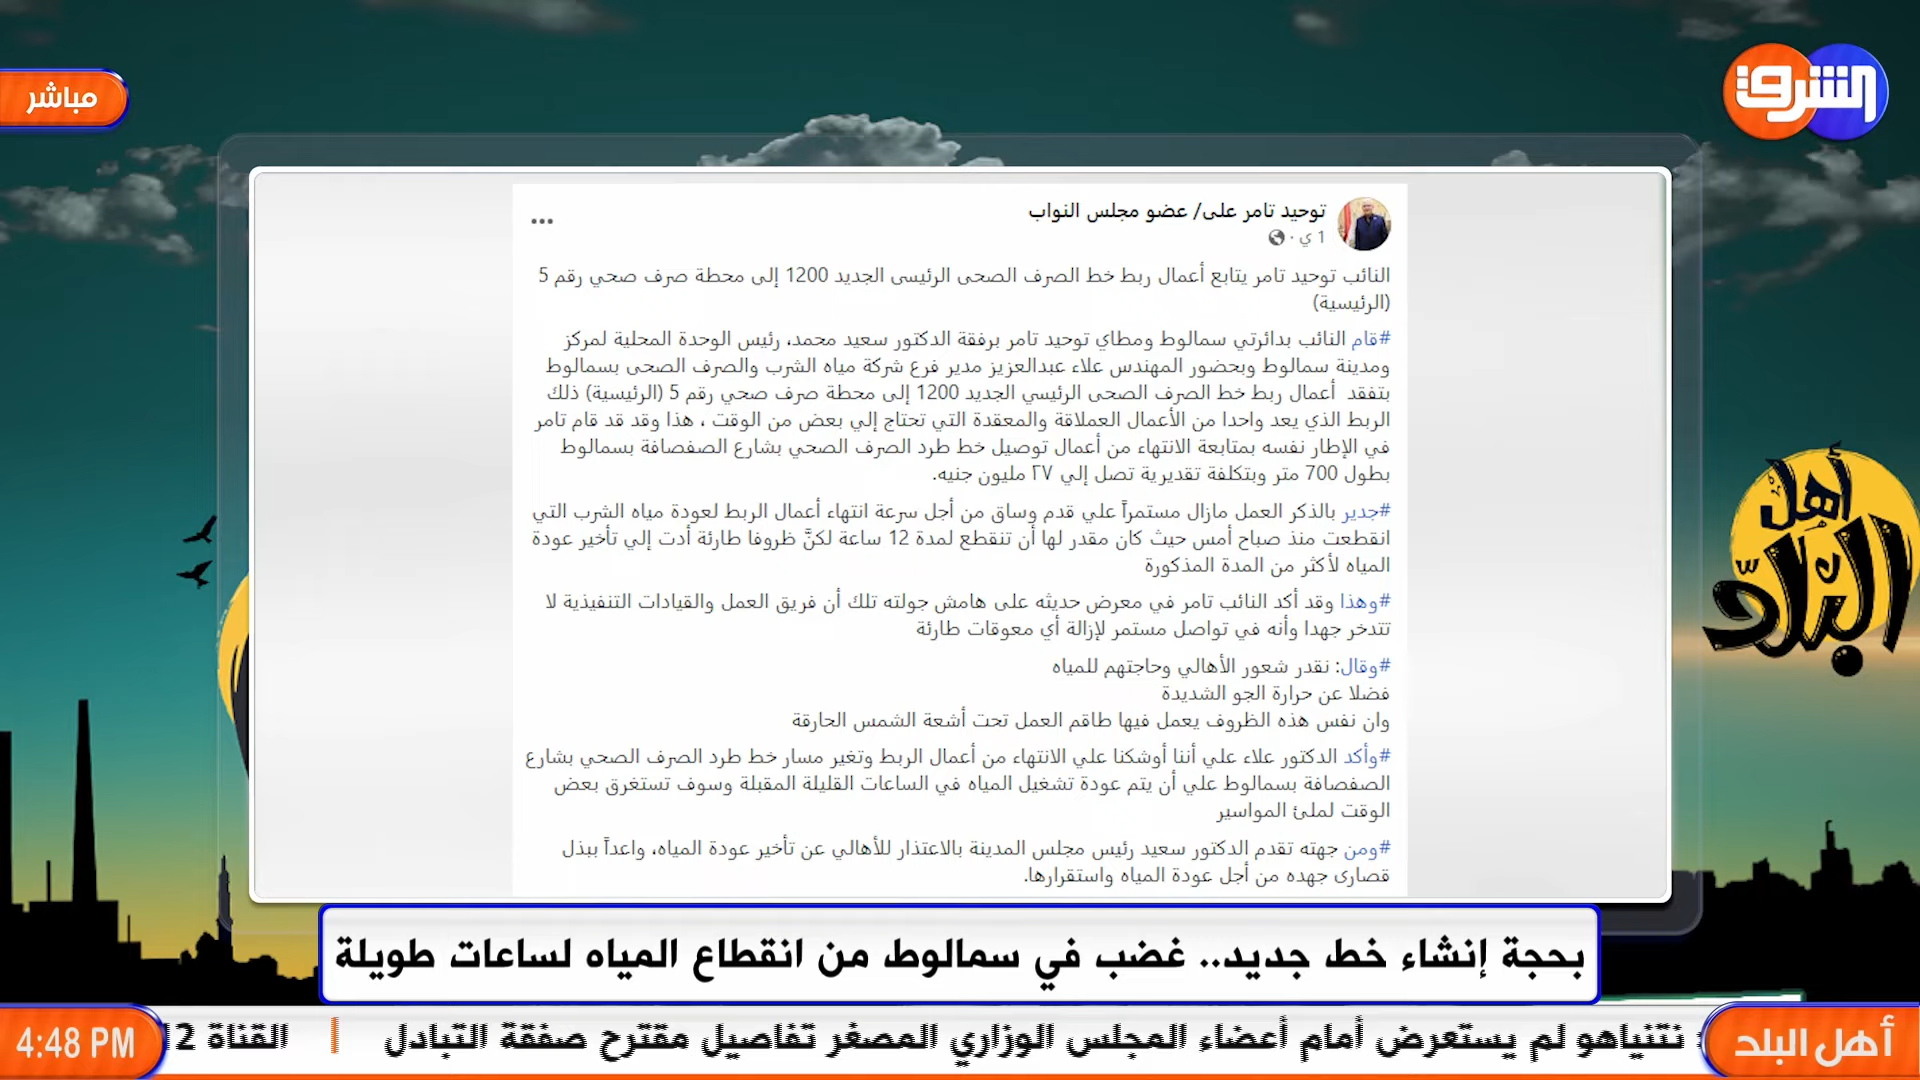 مباشر
الشرق
توحيد تامر على/ عضو مجلس النواب
1 ي ·
النائب توحيد تامر يتابع أعمال ربط خط الصرف الصحى الرئيسى الجديد 1200 إلى محطة صرف صحي رقم 5
(الرئيسية)
#قام النائب بدائرتي سمالوط ومطاي توحيد تامر برفقة الدكتور سعيد محمد، رئيس الوحدة المحلية لمركز
ومدينة سمالوط وبحضور المهندس علاء عبدالعزيز مدير فرع شركة مياه الشرب والصرف الصحى بسمالوط
بتفقد أعمال ربط خط الصرف الصحى الرئيسي الجديد 1200 إلى محطة صرف صحي رقم 5 (الرئيسية) ذلك
الربط الذي يعد واحدا من الأعمال العملاقة والمعقدة التي تحتاج إلي بعض من الوقت ، هذا وقد قد قام تامر
في الإطار نفسه بمتابعة الانتهاء من أعمال توصيل خط طرد الصرف الصحي بشارع الصفصافة بسمالوط
بطول 700 متر وبتكلفة تقديرية تصل إلي ٢٧ مليون جنيه.
#جدير بالذكر العمل مازال مستمراً علي قدم وساق من أجل سرعة انتهاء أعمال الربط لعودة مياه الشرب التي
انقطعت منذ صباح أمس حيث كان مقدر لها أن تنقطع لمدة 12 ساعة لكنَّ ظروفا طارئة أدت إلي تأخير عودة
المياه لأكثر من المدة المذكورة
#وهذا وقد أكد النائب تامر في معرض حديثه على هامش جولته تلك أن فريق العمل والقيادات التنفيذية لا
تتدخر جهدا وأنه في تواصل مستمر لإزالة أي معوقات طارئة
#وقال: نقدر شعور الأهالي وحاجتهم للمياه
فضلا عن حرارة الجو الشديدة
وان نفس هذه الظروف يعمل فيها طاقم العمل تحت أشعة الشمس الحارقة
#وأكد الدكتور علاء علي أننا أوشكنا علي الانتهاء من أعمال الربط وتغير مسار خط طرد الصرف الصحي بشارع
الصفصافة بسمالوط علي أن يتم عودة تشغيل المياه في الساعات القليلة المقبلة وسوف تستغرق بعض
الوقت لملئ المواسير
#ومن جهته تقدم الدكتور سعيد رئيس مجلس المدينة بالاعتذار للأهالي عن تأخير عودة المياه، واعداً ببذل
قصارى جهده من أجل عودة المياه واستقرارها.
أهل
البلد
بحجة إنشاء خط جديد.. غضب في سمالوط من انقطاع المياه لساعات طويلة
أهل البلد
: نتنياهو لم يستعرض أمام أعضاء المجلس الوزاري المصغر تفاصيل مقترح صفقة التبادل | القناة 12
4:48 PM